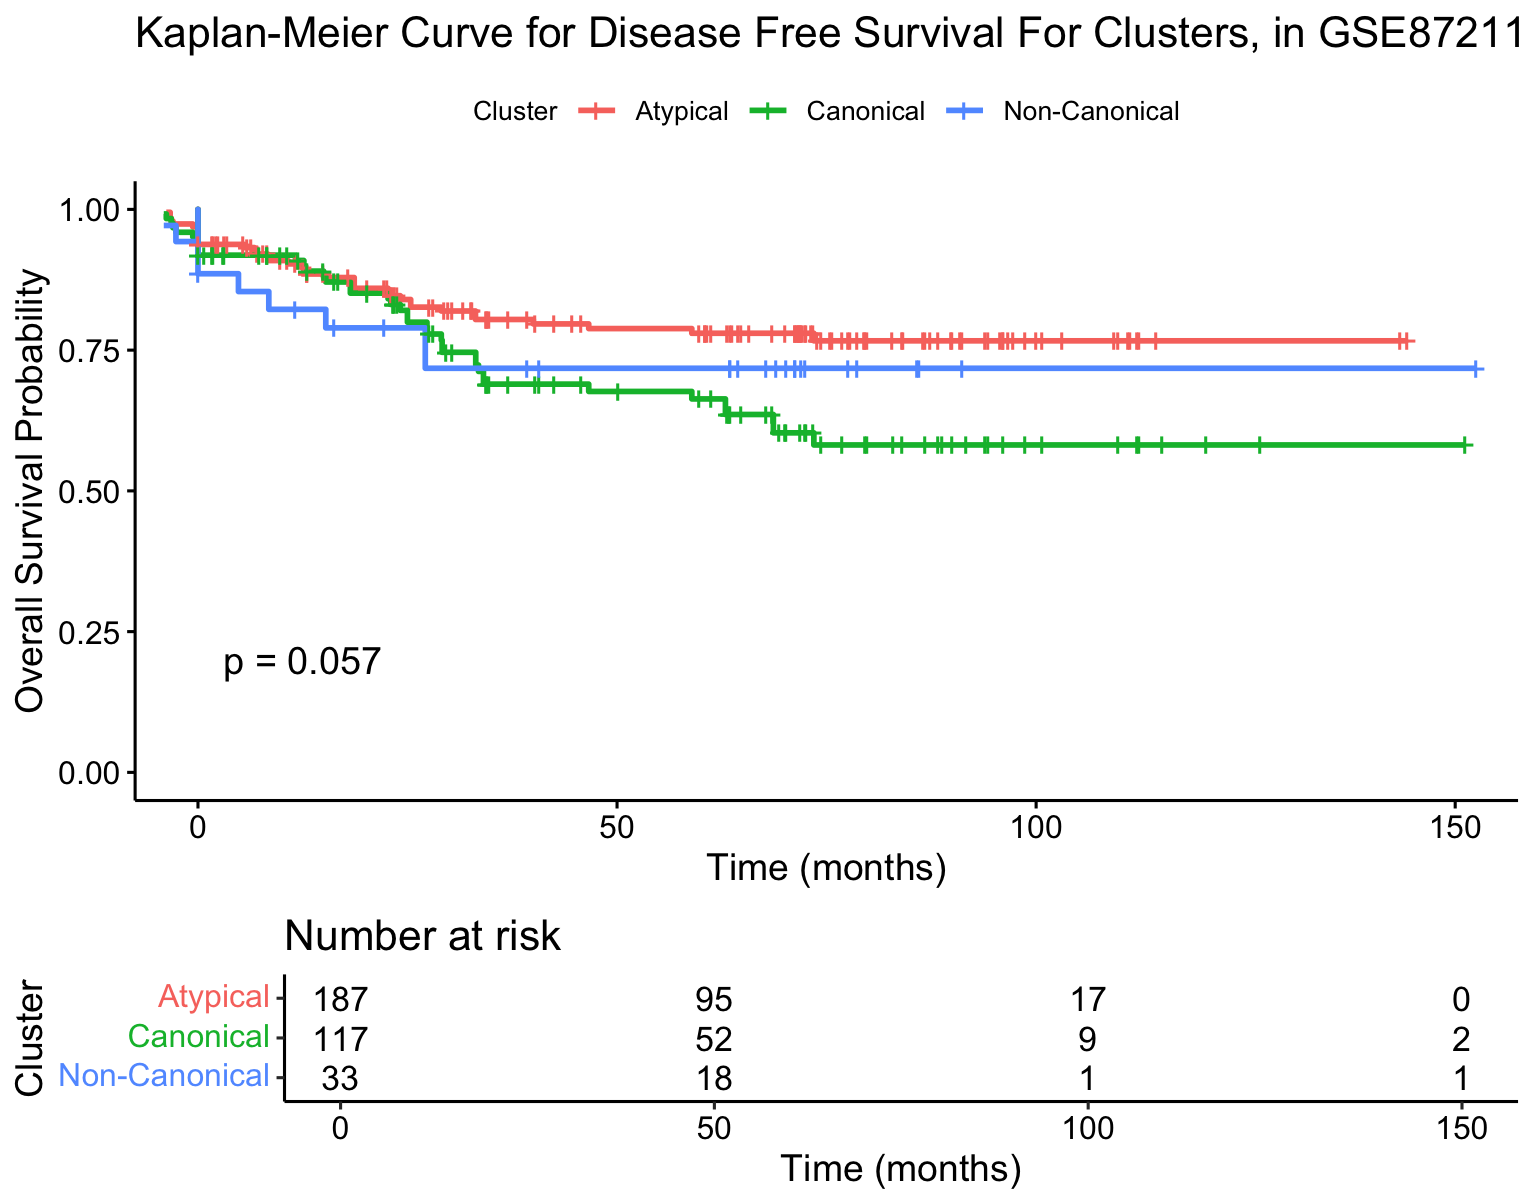 Kaplan-Meier Curve for Disease Free Survival For Clusters, in GSE87211
Cluster Atypical Canonical Non-Canonical
Overall Survival Probability
1.00
0.75
0.50
0.25
0.00
p = 0.057
0 50 100 150
Time (months)
Number at risk
Cluster
Atypical 187 95 17 0
Canonical 117 52 9 2
Non-Canonical 33 18 1 1
0 50 100 150
Time (months)